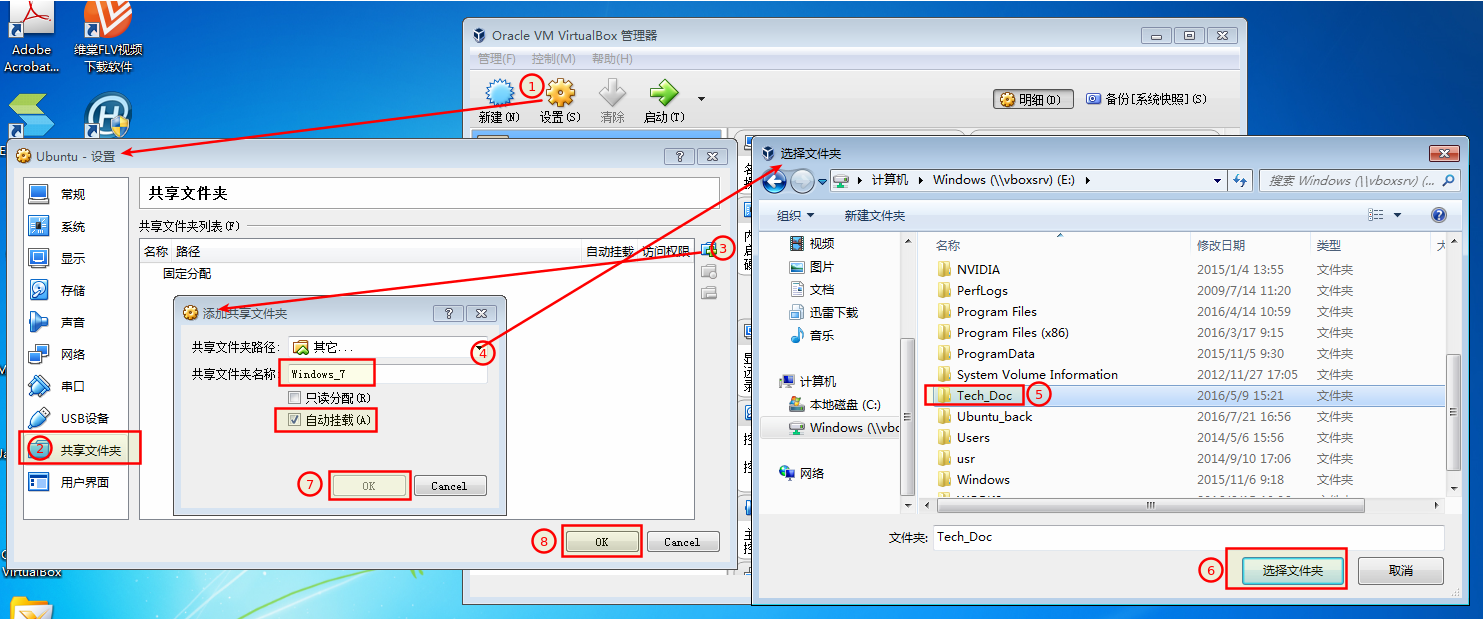 Adobe
Acrobat...
维棠FLV视频
下载软件
Oracle VM VirtualBox 管理器
管理(F)
控制(M)
帮助(H)
1
新建(N)
设置(S)
清除
启动(T)
明细(D)
备份[系统快照](S)
Ubuntu - 设置
常规
系统
显示
存储
声音
网络
串口
USB设备
2
共享文件夹
用户界面
共享文件夹
共享文件夹列表(F)
名称
路径
自动挂载
访问权限
3
固定分配
添加共享文件夹
共享文件夹路径:
其它...
4
共享文件夹名称
Windows_7
只读分配(R)
自动挂载(A)
7
OK
Cancel
8
OK
Cancel
VirtualBox
选择文件夹
计算机
Windows (\\vboxsrv) (E:)
搜索 Windows (\\vboxsrv) (...
组织
新建文件夹
视频
图片
文档
迅雷下载
音乐
计算机
本地磁盘 (C:)
Windows (\\vbo
网络
名称
修改日期
类型
NVIDIA
2015/1/4 13:55
文件夹
PerfLogs
2009/7/14 11:20
文件夹
Program Files
2016/4/14 10:59
文件夹
Program Files (x86)
2016/3/17 9:15
文件夹
ProgramData
2015/11/5 9:30
文件夹
System Volume Information
2012/11/27 17:05
文件夹
Tech_Doc
5
2016/5/9 15:21
文件夹
Ubuntu_back
2016/7/21 16:56
文件夹
Users
2014/5/6 15:56
文件夹
usr
2014/9/10 17:06
文件夹
Windows
2015/11/6 9:18
文件夹
文件夹:
Tech_Doc
6
选择文件夹
取消